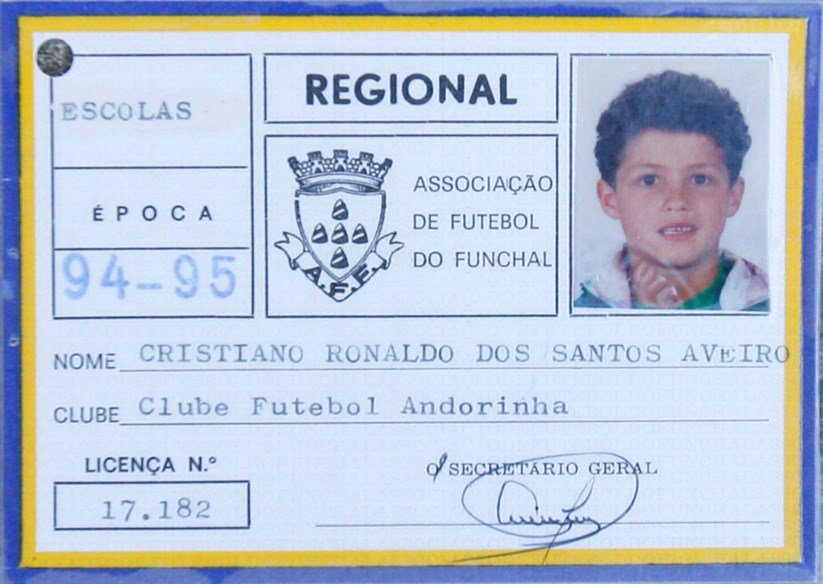 ESCOLAS
ÉPOCA
94-95
REGIONAL
ASSOCIAÇÃO
DE FUTEBOL
DO FUNCHAL
A.F.F.
NOME CRISTIANO RONALDO DOS SANTOS AVEIRO
CLUBE Clube Futebol Andorinha
LICENÇA N.º
17.182
O SECRETÁRIO GERAL